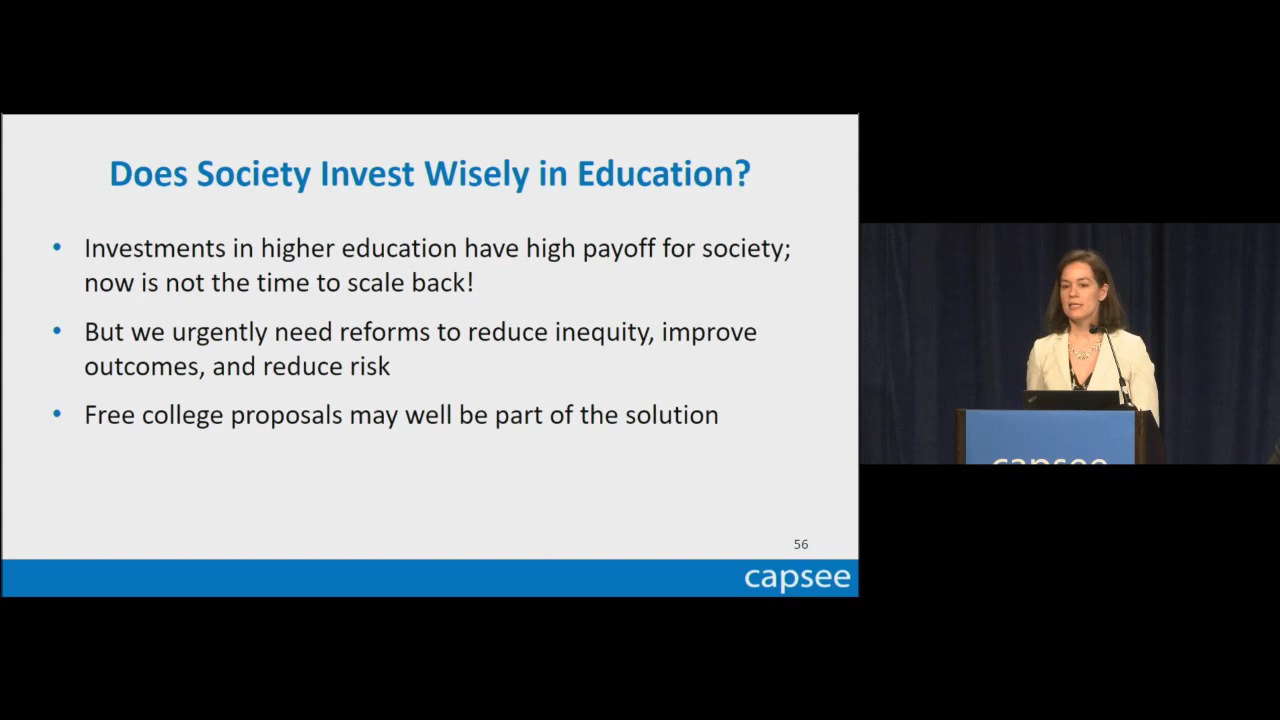 Does Society Invest Wisely in Education?
• Investments in higher education have high payoff for society;
now is not the time to scale back!
• But we urgently need reforms to reduce inequity, improve
outcomes, and reduce risk
• Free college proposals may well be part of the solution
56
capsee
capsee